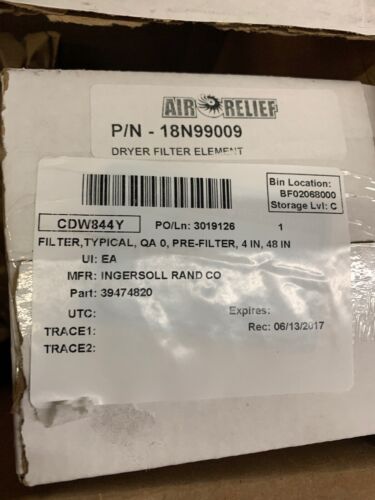 AIR RELIEF
P/N - 18N99009
DRYER FILTER ELEMENT
Bin Location:
BF02068000
Storage Lvl: C
CDW844Y PO/Ln: 3019126 1
FILTER,TYPICAL, QA 0, PRE-FILTER, 4 IN, 48 IN
UI: EA
MFR: INGERSOLL RAND CO
Part: 39474820
UTC: Expires:
Rec: 06/13/2017
TRACE1:
TRACE2: